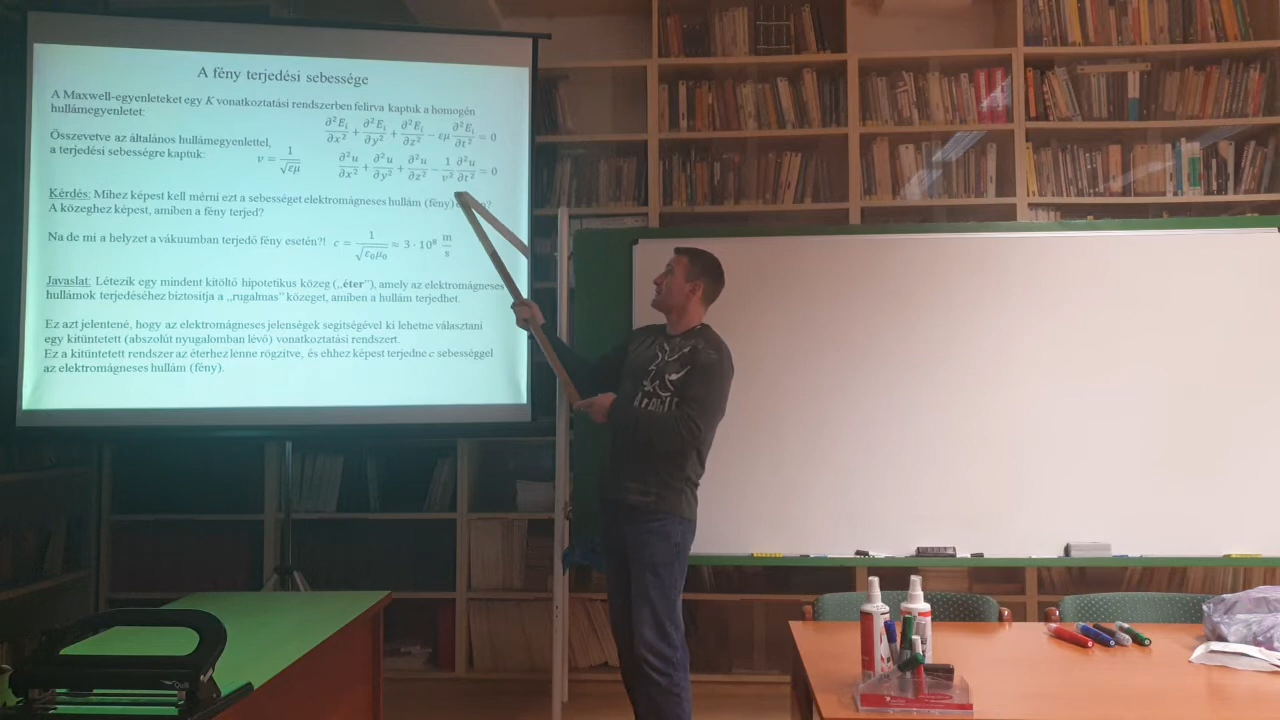 A fény terjedési sebessége
A Maxwell-egyenleteket egy K vonatkoztatási rendszerben felírva kaptuk a homogén
hullámegyenletet:
∂²Eᵢ/∂x² + ∂²Eᵢ/∂y² + ∂²Eᵢ/∂z² − εμ ∂²Eᵢ/∂t² = 0
Összevetve az általános hullámegyenlettel,
a terjedési sebességre kaptuk: v = 1/√εμ
∂²u/∂x² + ∂²u/∂y² + ∂²u/∂z² − 1/v² ∂²u/∂t² = 0
Kérdés: Mihez képest kell mérni ezt a sebességet elektromágneses hullám (fény)
A közeghez képest, amiben a fény terjed?
Na de mi a helyzet a vákuumban terjedő fény esetén?! c = 1/√ε₀μ₀ ≈ 3 · 10⁸ m/s
Javaslat: Létezik egy mindent kitöltő hipotetikus közeg („éter”), amely az elektromágneses
hullámok terjedéséhez biztosítja a „rugalmas” közeget, amiben a hullám terjedhet.
Ez azt jelentené, hogy az elektromágneses jelenségek segítségével ki lehetne választani
egy kitüntetett (abszolút nyugalomban lévő) vonatkoztatási rendszert.
Ez a kitüntetett rendszer az éterhez lenne rögzítve, és ehhez képest terjedne c sebességgel
az elektromágneses hullám (fény).